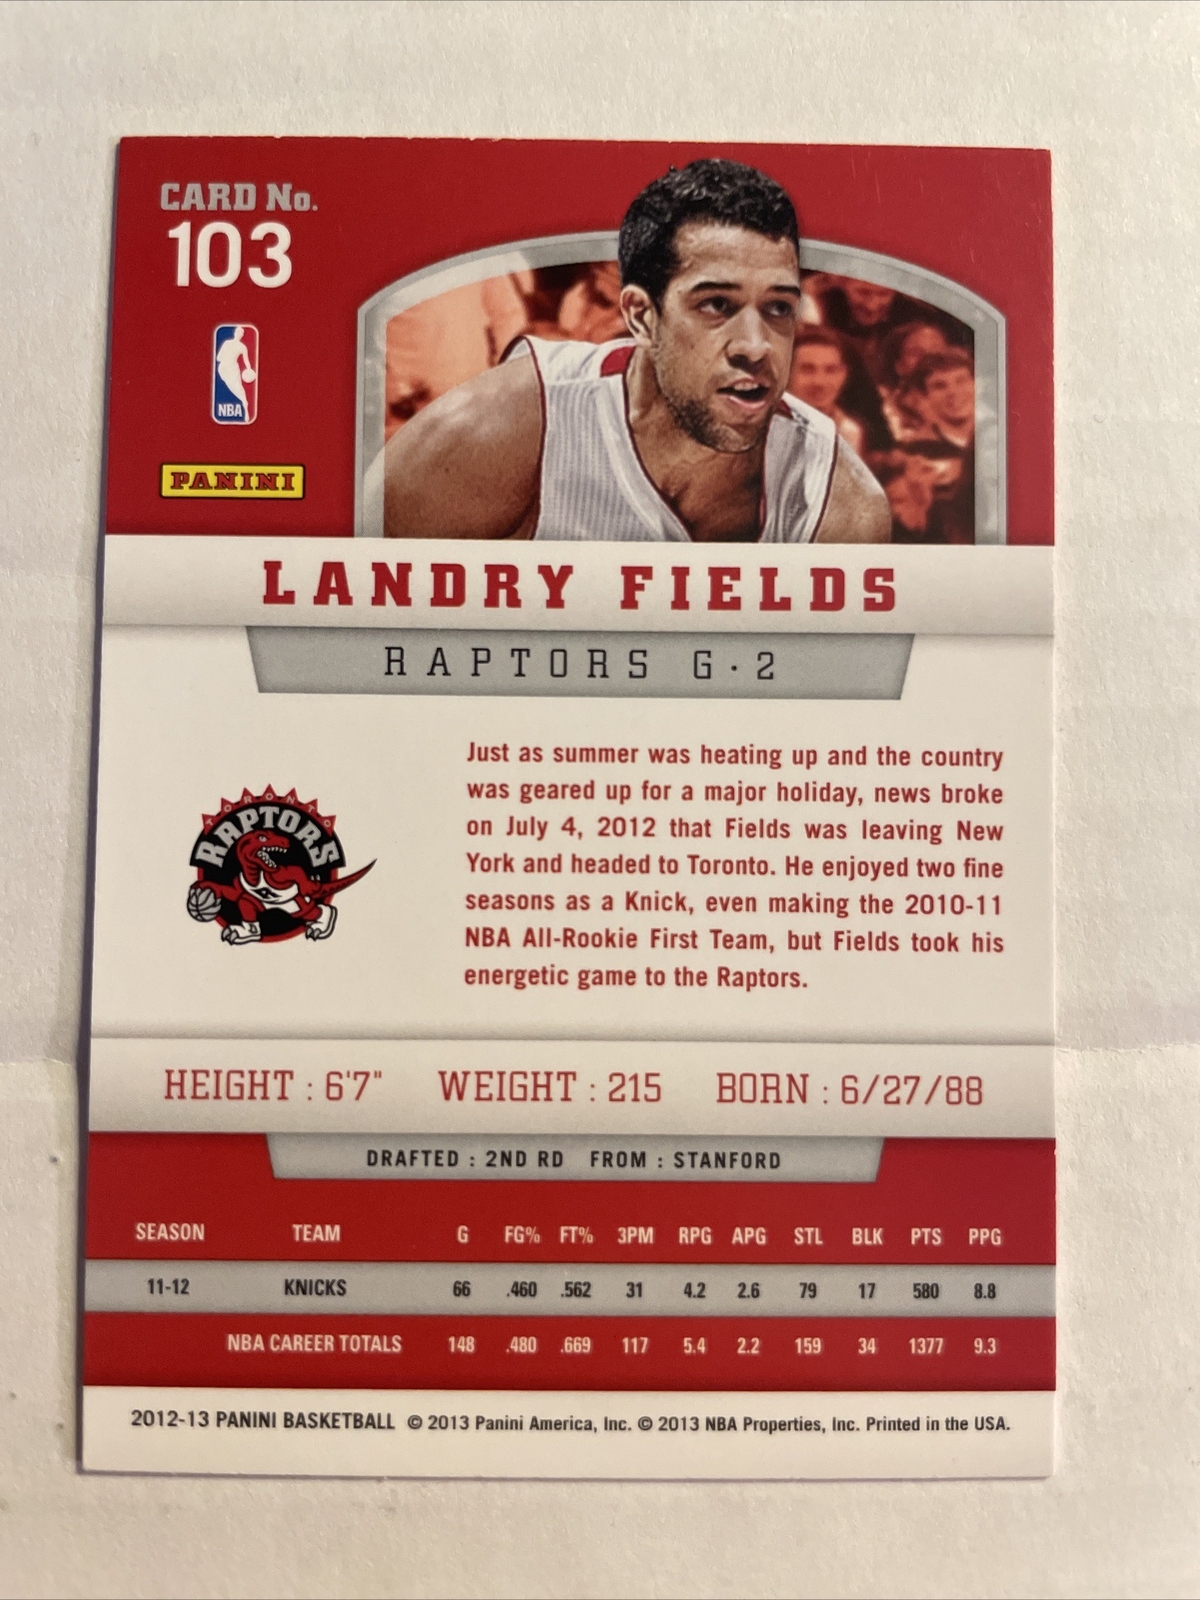 CARD No.
103
NBA
PANINI
LANDRY FIELDS
RAPTORS G · 2
TORONTO
RAPTORS
Just as summer was heating up and the country
was geared up for a major holiday, news broke
on July 4, 2012 that Fields was leaving New
York and headed to Toronto. He enjoyed two fine
seasons as a Knick, even making the 2010-11
NBA All-Rookie First Team, but Fields took his
energetic game to the Raptors.
HEIGHT : 6'7" WEIGHT : 215 BORN : 6/27/88
DRAFTED : 2ND RD FROM : STANFORD
SEASON TEAM G FG% FT% 3PM RPG APG STL BLK PTS PPG
11-12 KNICKS 66 .460 .562 31 4.2 2.6 79 17 580 8.8
NBA CAREER TOTALS 148 .480 .669 117 5.4 2.2 159 34 1377 9.3
2012-13 PANINI BASKETBALL © 2013 Panini America, Inc. © 2013 NBA Properties, Inc. Printed in the USA.